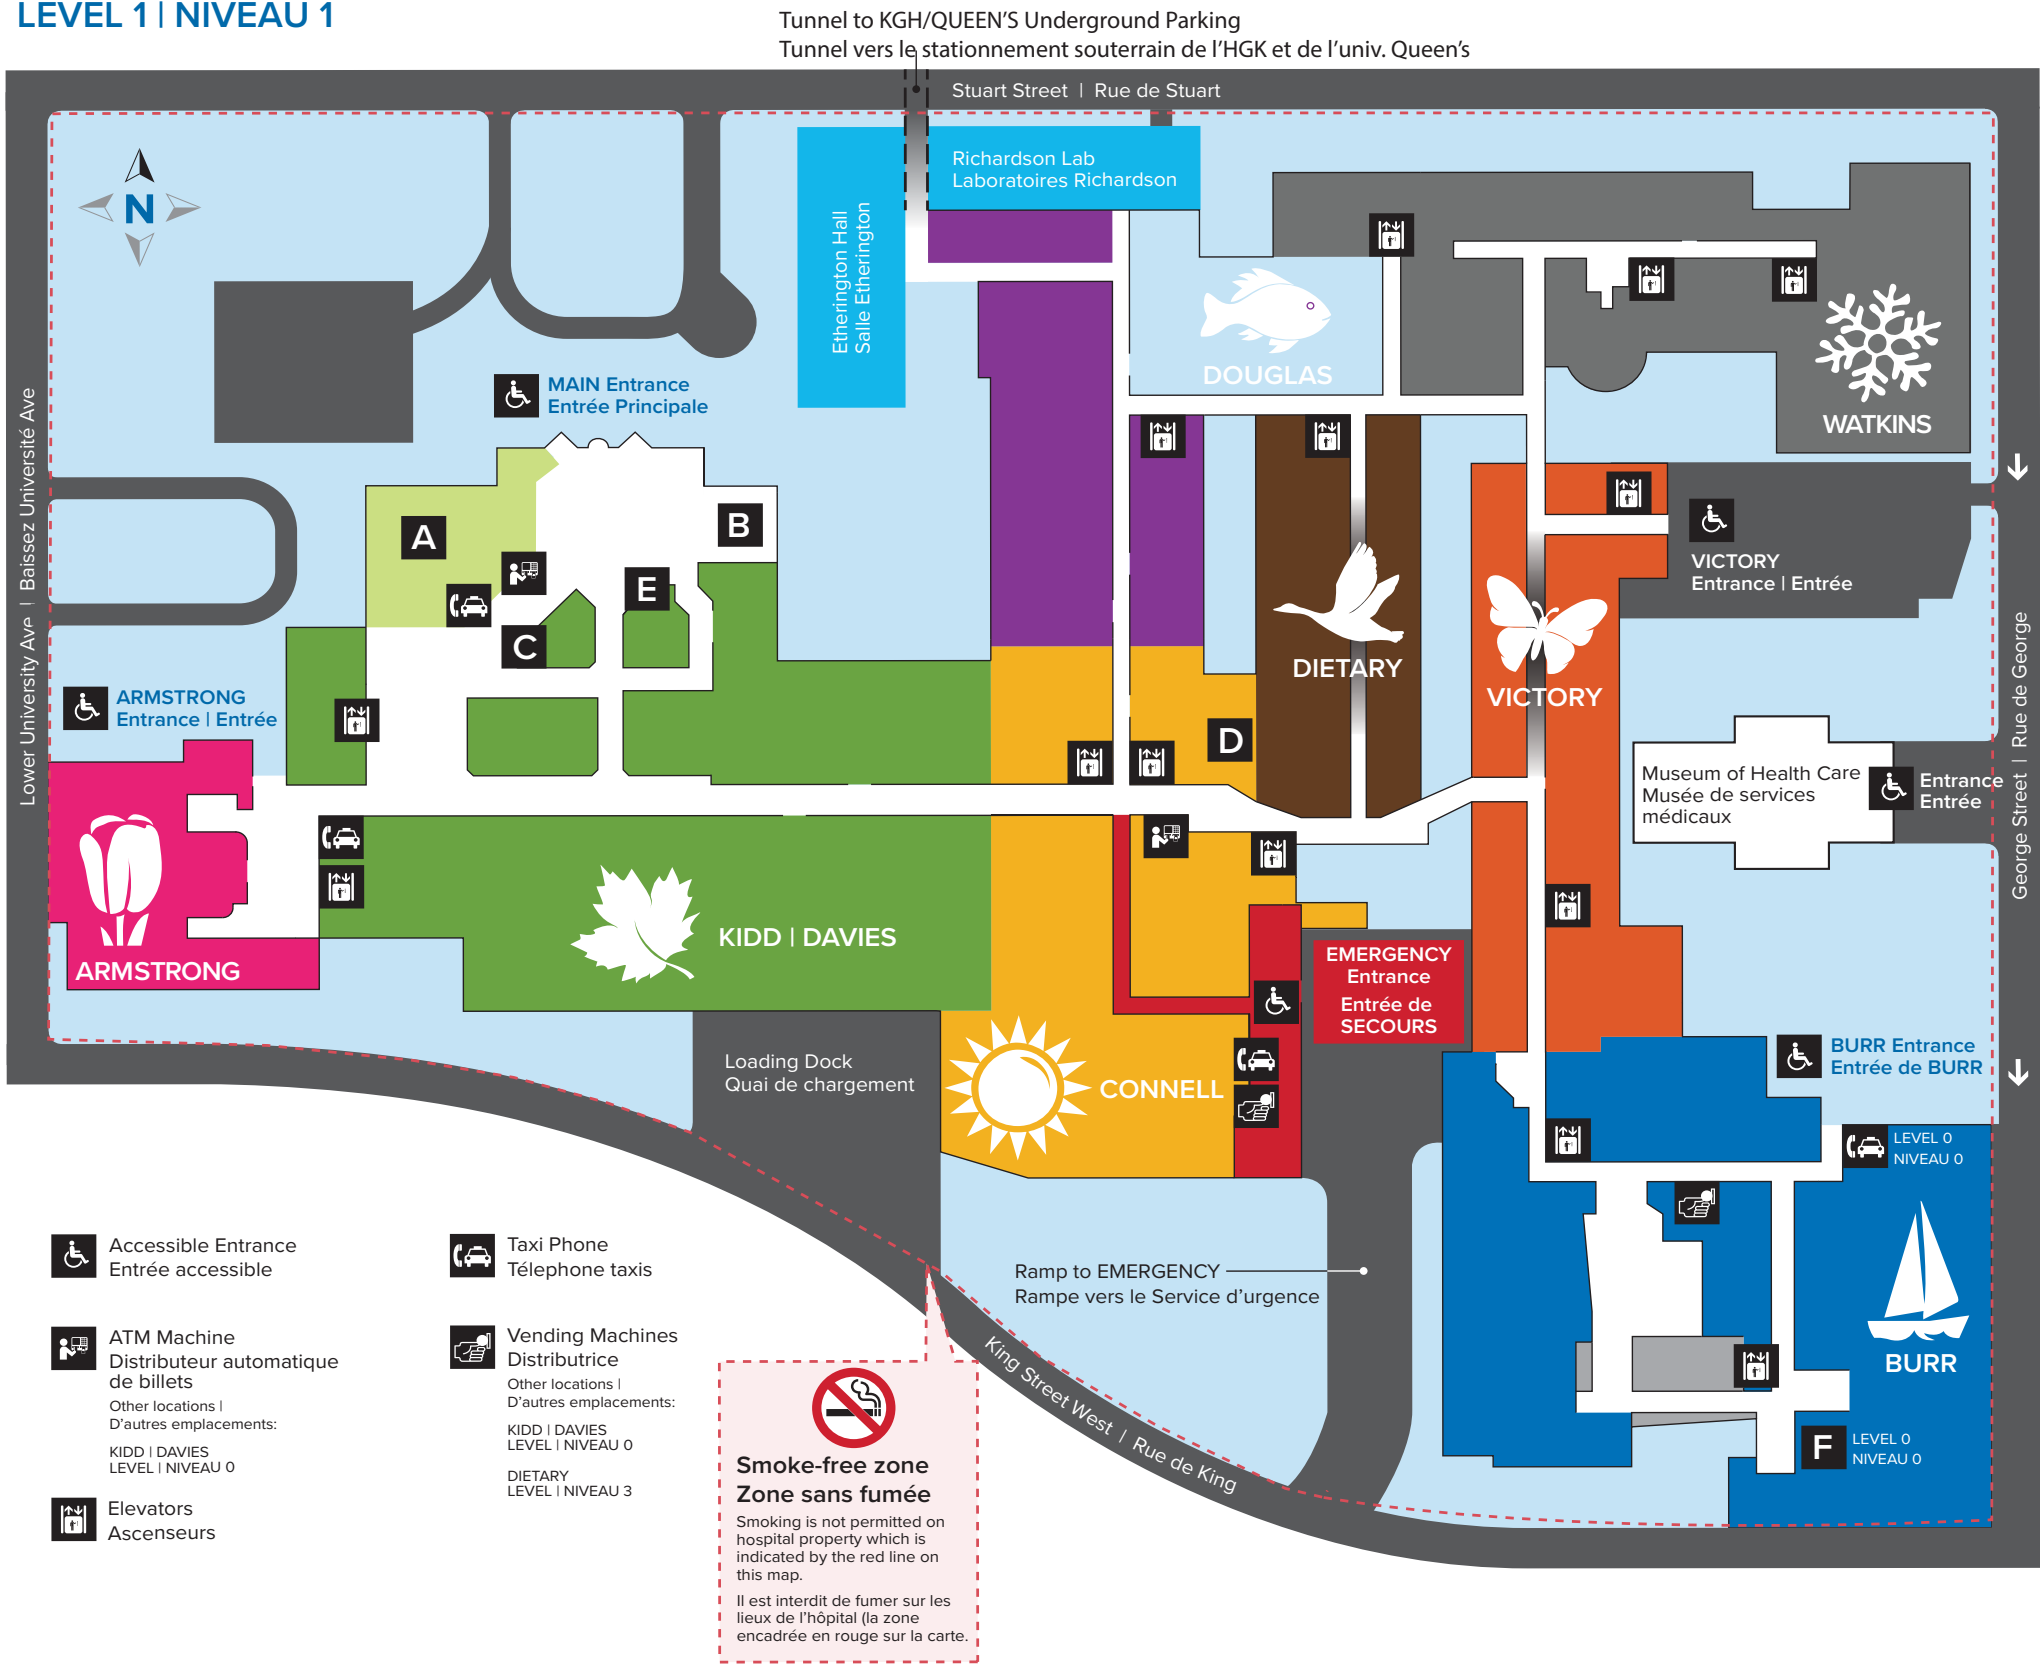 LEVEL 1 | NIVEAU 1
Tunnel to KGH/QUEEN'S Underground Parking
Tunnel vers le stationnement souterrain de l'HGK et de l'univ. Queen's
Stuart Street | Rue de Stuart
Richardson Lab
Laboratoires Richardson
Etherington Hall
Salle Etherington
N
DOUGLAS
WATKINS
MAIN Entrance
Entrée Principale
Lower University Ave | Baissez Université Ave
A
B
C
E
VICTORY
Entrance | Entrée
DIETARY
VICTORY
D
ARMSTRONG
Entrance | Entrée
Museum of Health Care
Musée de services
médicaux
Entrance
Entrée
George Street | Rue de George
KIDD | DAVIES
ARMSTRONG
EMERGENCY
Entrance
Entrée de
SECOURS
Loading Dock
Quai de chargement
CONNELL
BURR Entrance
Entrée de BURR
LEVEL 0
NIVEAU 0
BURR
F
LEVEL 0
NIVEAU 0
Ramp to EMERGENCY
Rampe vers le Service d'urgence
King Street West | Rue de King
Accessible Entrance
Entrée accessible
ATM Machine
Distributeur automatique
de billets
Other locations |
D'autres emplacements:
KIDD | DAVIES
LEVEL | NIVEAU 0
Elevators
Ascenseurs
Taxi Phone
Télephone taxis
Vending Machines
Distributrice
Other locations |
D'autres emplacements:
KIDD | DAVIES
LEVEL | NIVEAU 0
DIETARY
LEVEL | NIVEAU 3
Smoke-free zone
Zone sans fumée
Smoking is not permitted on
hospital property which is
indicated by the red line on
this map.
Il est interdit de fumer sur les
lieux de l'hôpital (la zone
encadrée en rouge sur la carte.